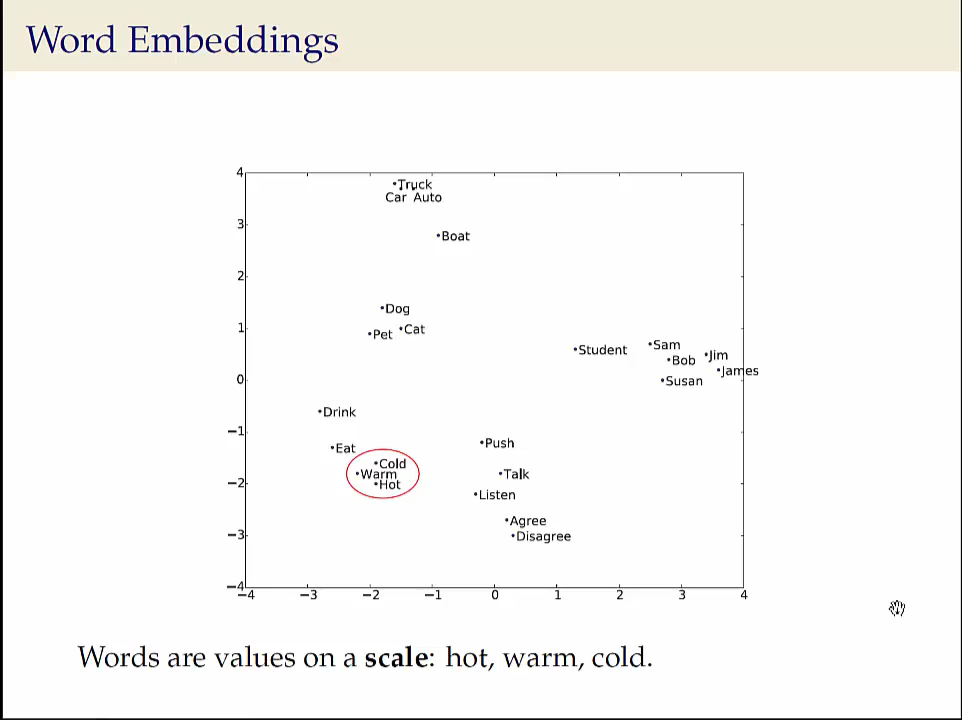 Word Embeddings
4
Truck
Car Auto
3
Boat
2
Dog
1
Cat
Pet
Student
Sam
Jim
Bob
James
0
Susan
Drink
−1
Push
Eat
Cold
Warm
Talk
−2
Hot
Listen
Agree
−3
Disagree
−4
−4 −3 −2 −1 0 1 2 3 4
Words are values on a scale: hot, warm, cold.